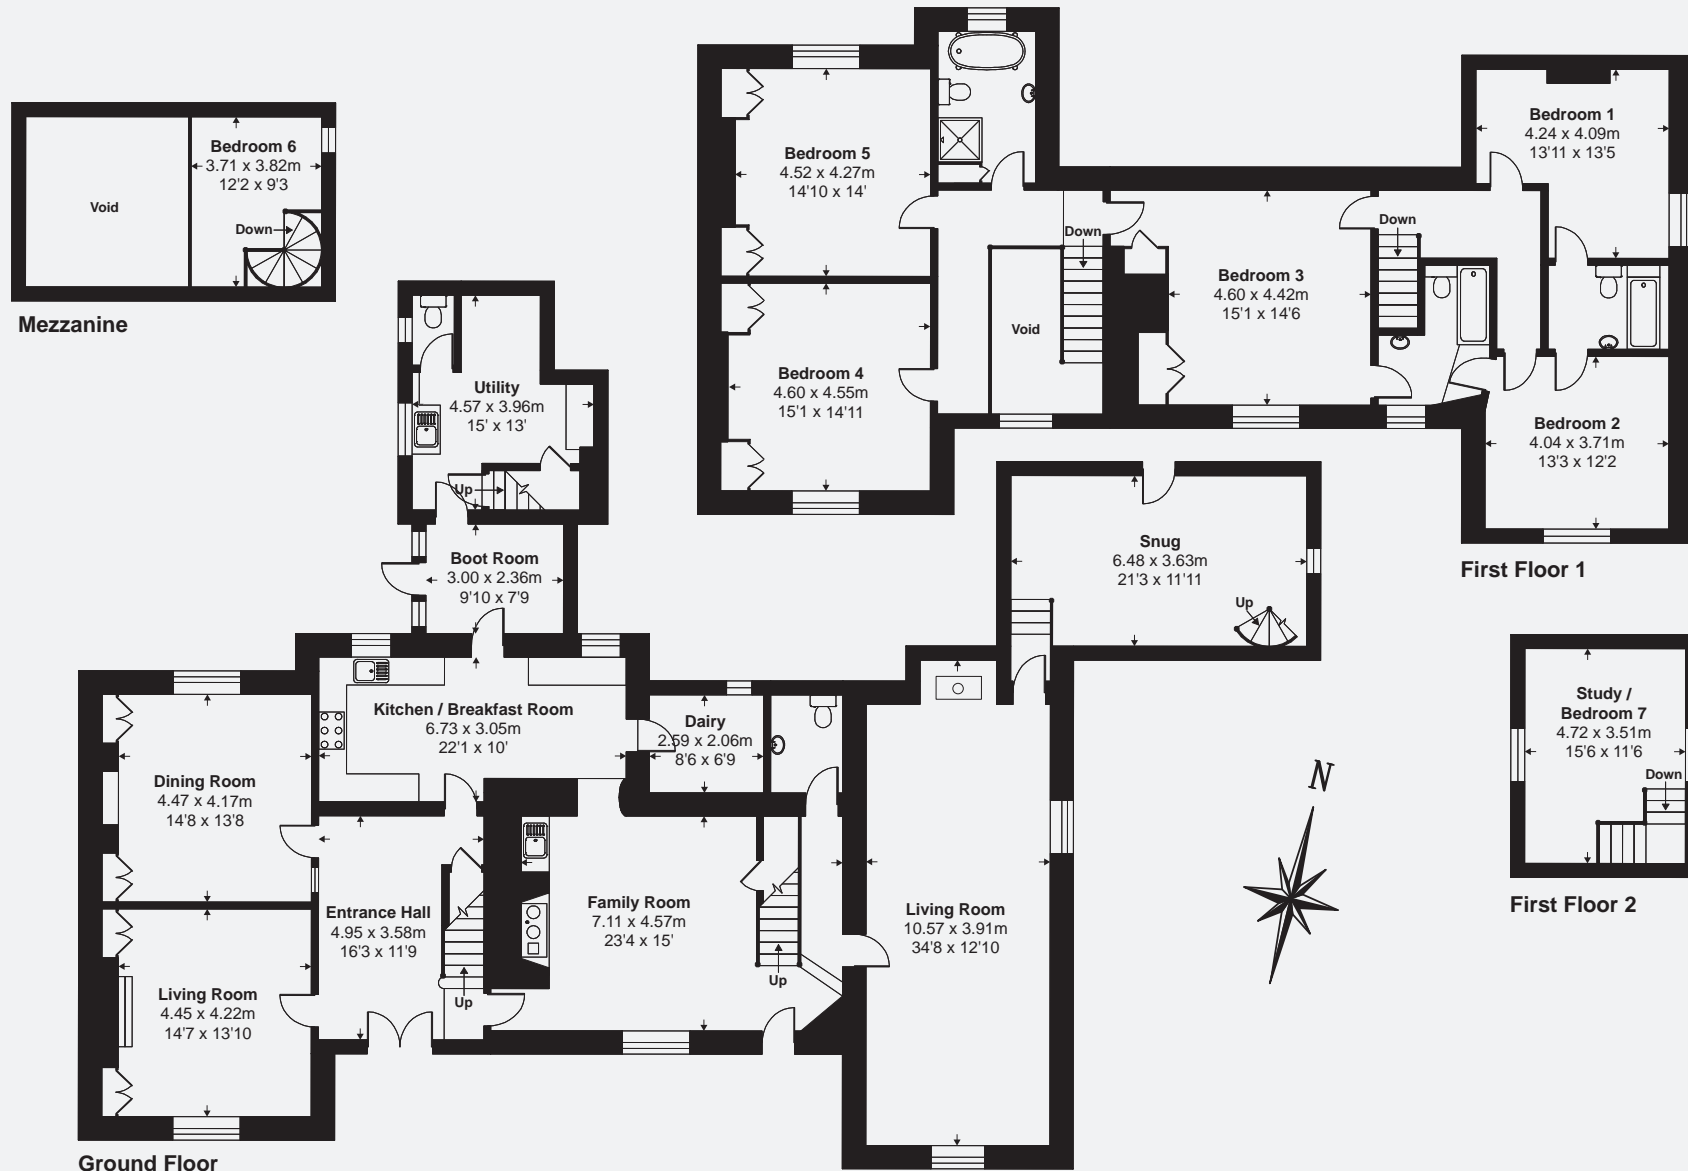 Bedroom 6
3.71 x 3.82m
12'2 x 9'3
Void
Down
Mezzanine
Bedroom 5
4.52 x 4.27m
14'10 x 14'
Bedroom 4
4.60 x 4.55m
15'1 x 14'11
Down
Void
Bedroom 3
4.60 x 4.42m
15'1 x 14'6
Down
Bedroom 1
4.24 x 4.09m
13'11 x 13'5
Bedroom 2
4.04 x 3.71m
13'3 x 12'2
First Floor 1
Utility
4.57 x 3.96m
15' x 13'
Up
Boot Room
3.00 x 2.36m
9'10 x 7'9
Kitchen / Breakfast Room
6.73 x 3.05m
22'1 x 10'
Dairy
2.59 x 2.06m
8'6 x 6'9
Snug
6.48 x 3.63m
21'3 x 11'11
Up
Dining Room
4.47 x 4.17m
14'8 x 13'8
Entrance Hall
4.95 x 3.58m
16'3 x 11'9
Up
Family Room
7.11 x 4.57m
23'4 x 15'
Up
Living Room
10.57 x 3.91m
34'8 x 12'10
Living Room
4.45 x 4.22m
14'7 x 13'10
Ground Floor
N
Study /
Bedroom 7
4.72 x 3.51m
15'6 x 11'6
Down
First Floor 2